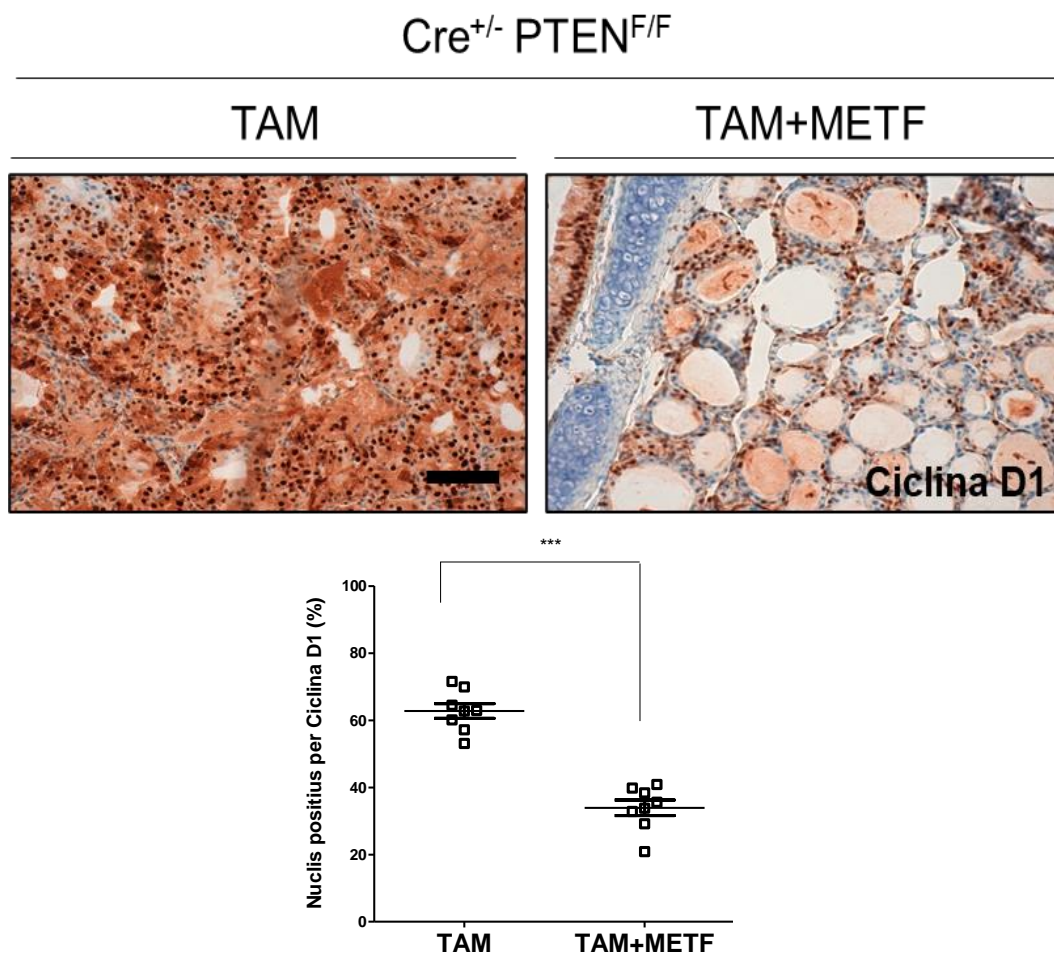 Cre+/- PTENF/F
TAM
TAM+METF
Ciclina D1
***
Nuclis positius per Ciclina D1 (%)
100
80
60
40
20
0
TAM
TAM+METF